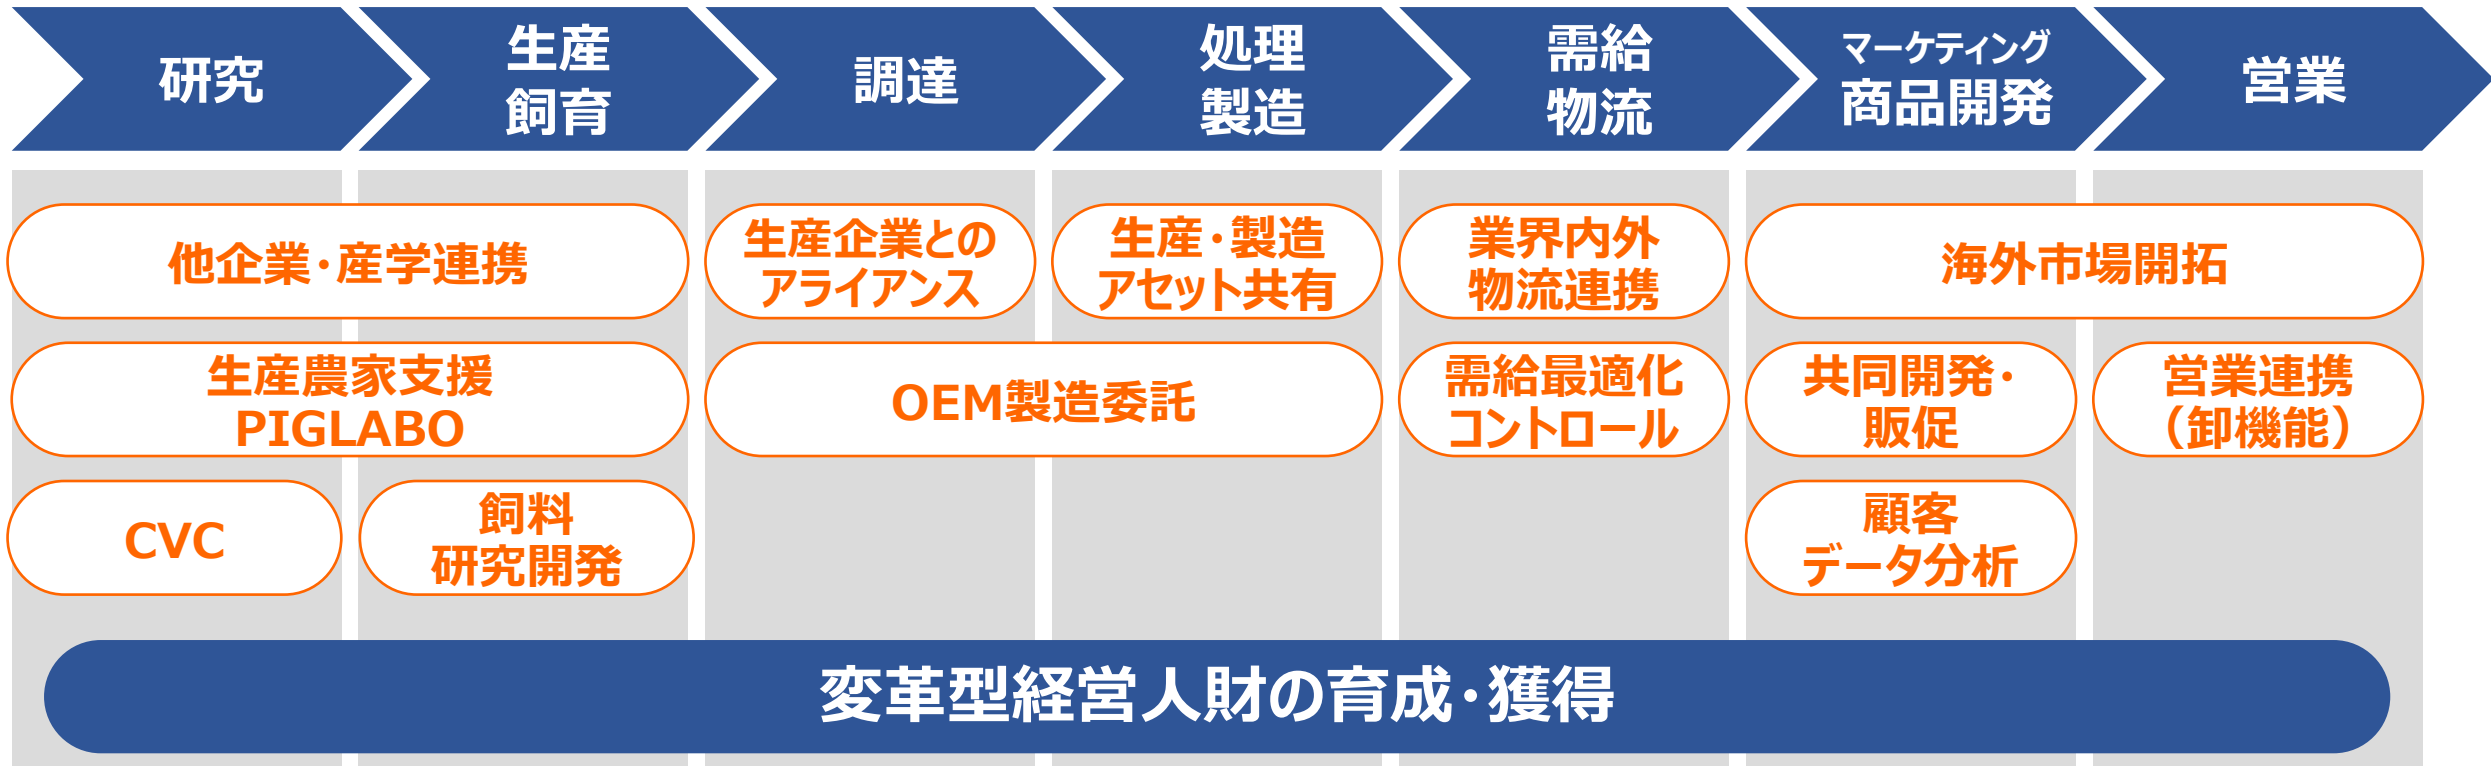 研究
生産
飼育
調達
処理
製造
需給
物流
マーケティング
商品開発
営業
他企業・産学連携
生産企業との
アライアンス
生産・製造
アセット共有
業界内外
物流連携
海外市場開拓
生産農家支援
PIGLABO
OEM製造委託
需給最適化
コントロール
共同開発・
販促
営業連携
（卸機能）
CVC
飼料
研究開発
顧客
データ分析
変革型経営人財の育成・獲得